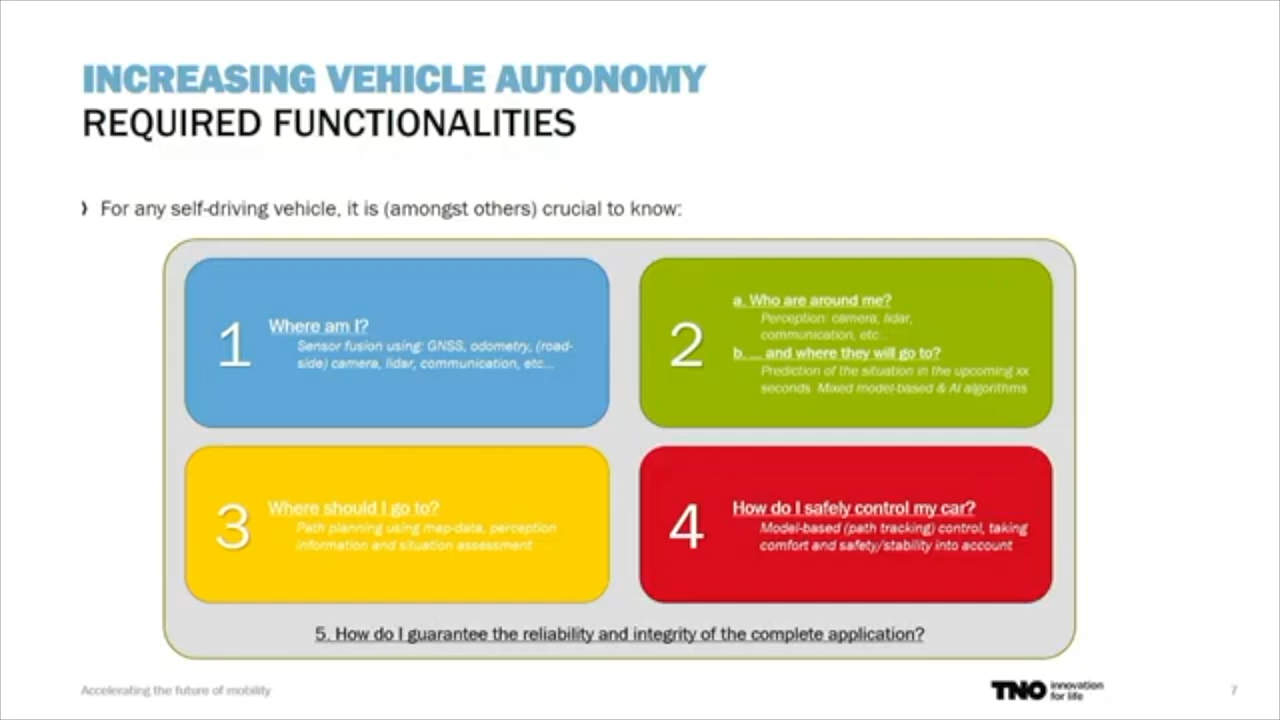 INCREASING VEHICLE AUTONOMY
REQUIRED FUNCTIONALITIES
› For any self-driving vehicle, it is (amongst others) crucial to know:
1
Where am I?
Sensor fusion using: GNSS, odometry, (road-
side) camera, lidar, communication, etc...
2
a. Who are around me?
Perception: camera, lidar,
communication, etc...
b. ... and where they will go to?
Prediction of the situation in the upcoming xx
seconds. Mixed model-based & AI algorithms
3
Where should I go to?
Path planning using map-data, perception
information and situation assessment
4
How do I safely control my car?
Model-based (path tracking) control, taking
comfort and safety/stability into account
5. How do I guarantee the reliability and integrity of the complete application?
Accelerating the future of mobility
TNO innovation
for life
7